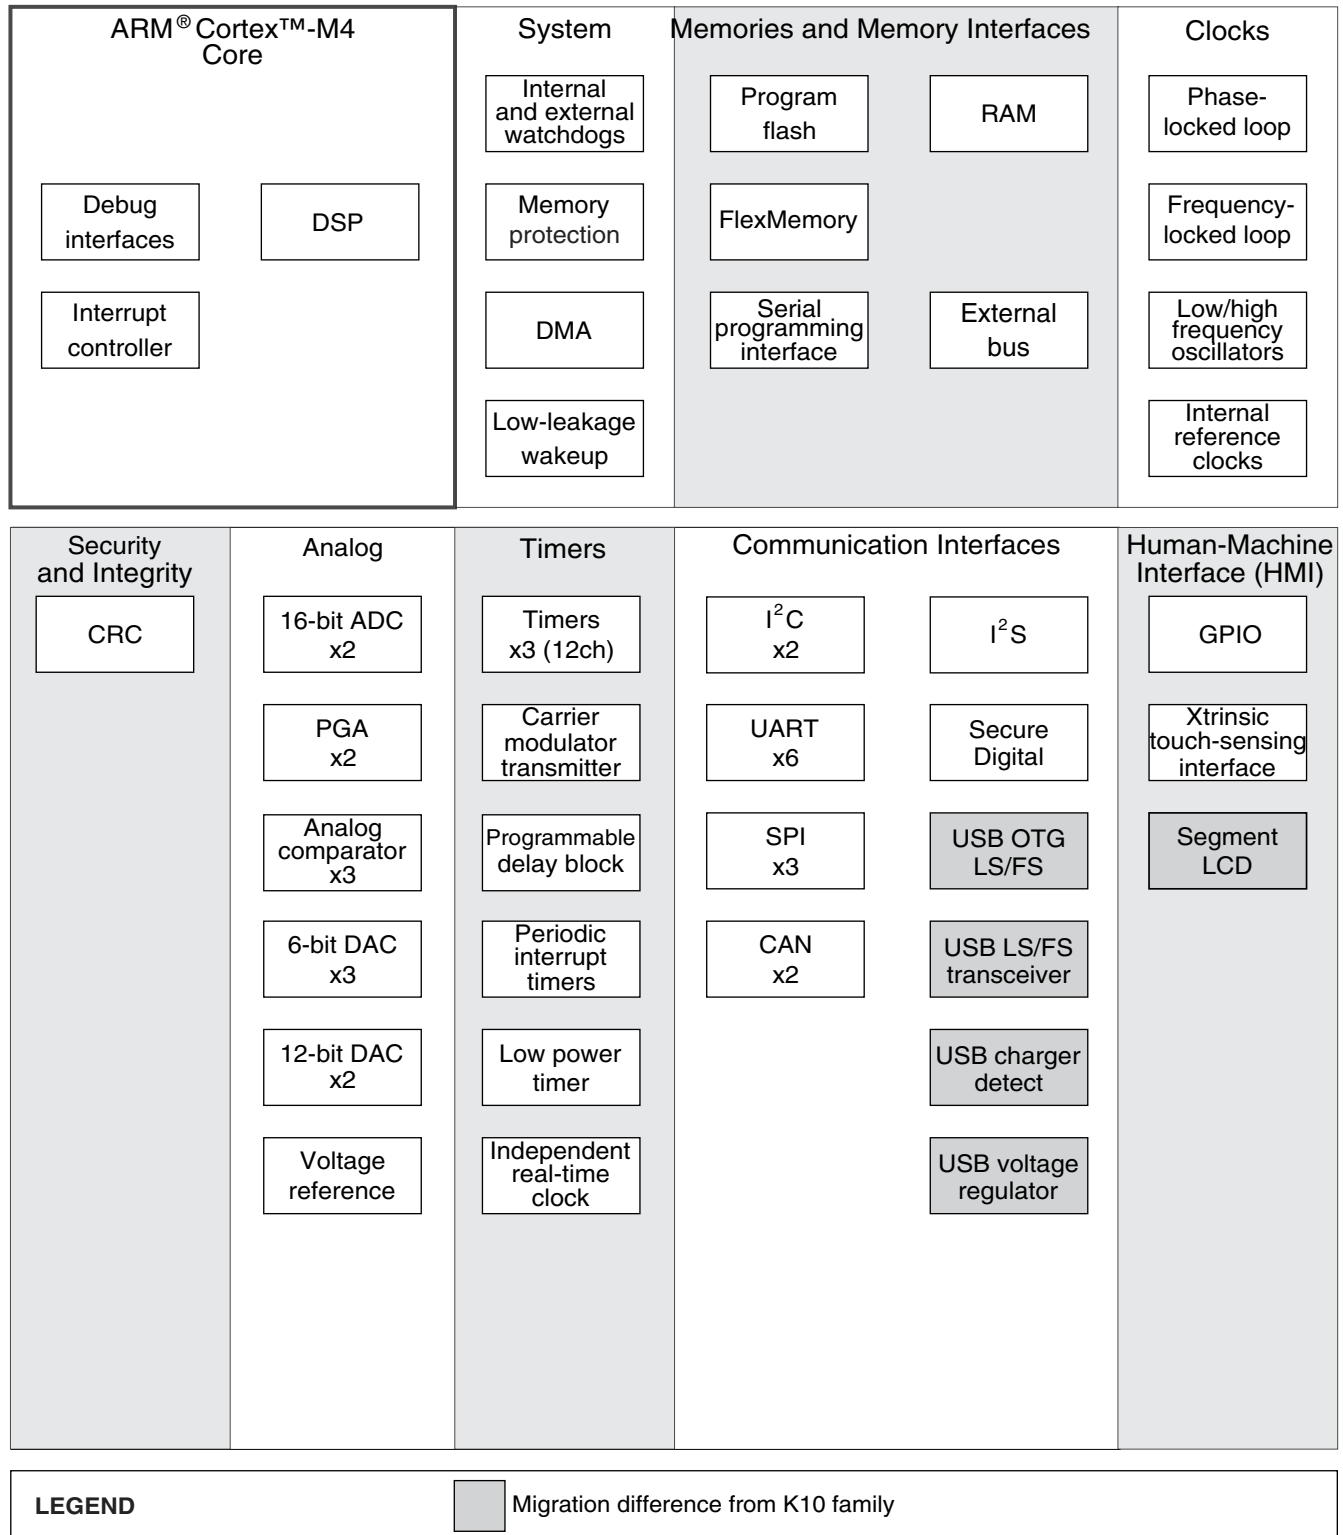 ARM® Cortex™-M4
Core
Debug
interfaces
DSP
Interrupt
controller
System
Internal
and external
watchdogs
Memory
protection
DMA
Low-leakage
wakeup
Memories and Memory Interfaces
Program
flash
RAM
FlexMemory
Serial
programming
interface
External
bus
Clocks
Phase-
locked loop
Frequency-
locked loop
Low/high
frequency
oscillators
Internal
reference
clocks
Security
and Integrity
CRC
Analog
16-bit ADC
x2
PGA
x2
Analog
comparator
x3
6-bit DAC
x3
12-bit DAC
x2
Voltage
reference
Timers
Timers
x3 (12ch)
Carrier
modulator
transmitter
Programmable
delay block
Periodic
interrupt
timers
Low power
timer
Independent
real-time
clock
Communication Interfaces
I²C
x2
I²S
UART
x6
Secure
Digital
SPI
x3
USB OTG
LS/FS
CAN
x2
USB LS/FS
transceiver
USB charger
detect
USB voltage
regulator
Human-Machine
Interface (HMI)
GPIO
Xtrinsic
touch-sensing
interface
Segment
LCD
LEGEND
Migration difference from K10 family